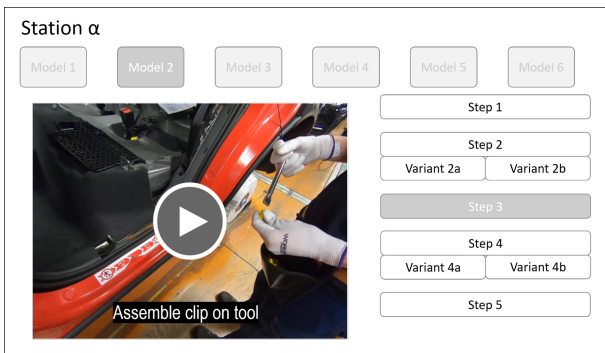 Station α
Model 1
Model 2
Model 3
Model 4
Model 5
Model 6
Step 1
Step 2
Variant 2a
Variant 2b
Step 3
Step 4
Variant 4a
Variant 4b
Step 5
Assemble clip on tool